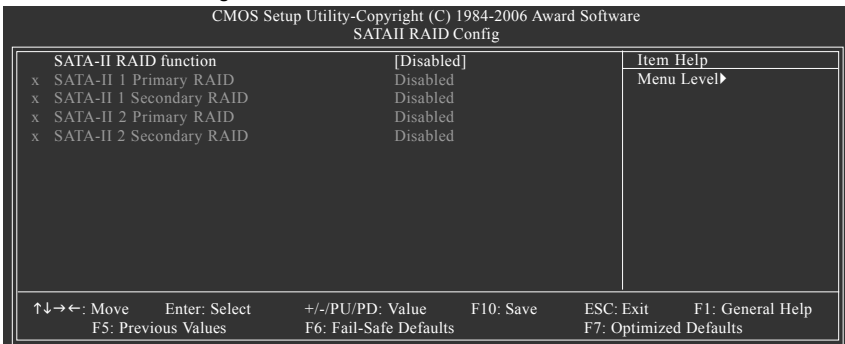 CMOS Setup Utility-Copyright (C) 1984-2006 Award Software
SATAII RAID Config
SATA-II RAID function [Disabled] Item Help
x SATA-II 1 Primary RAID Disabled Menu Level
x SATA-II 1 Secondary RAID Disabled
x SATA-II 2 Primary RAID Disabled
x SATA-II 2 Secondary RAID Disabled
↑↓→←: Move Enter: Select +/-/PU/PD: Value F10: Save ESC: Exit F1: General Help
F5: Previous Values F6: Fail-Safe Defaults F7: Optimized Defaults